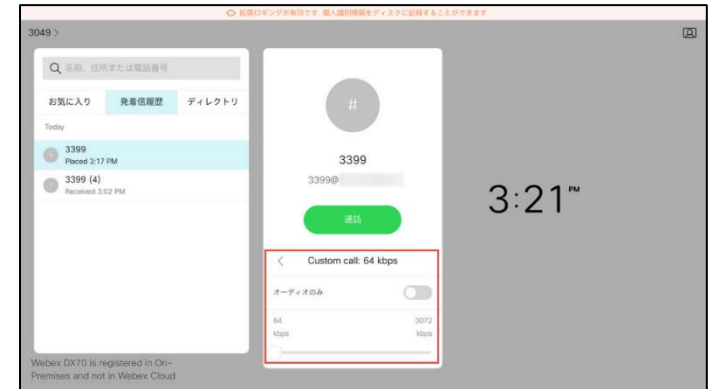 拡張ロギングが有効です. 個人識別情報をディスクに記録することができます
3049 >
名前、住所または電話番号
お気に入り 発着信履歴 ディレクトリ
Today
3399
Placed 3:17 PM
3399 (4)
Received 3:02 PM
#
3399
3399@
通話
Custom call: 64 kbps
オーディオのみ
64 3072
kbps kbps
3:21 PM
Webex DX70 is registered in On-
Premises and not in Webex Cloud